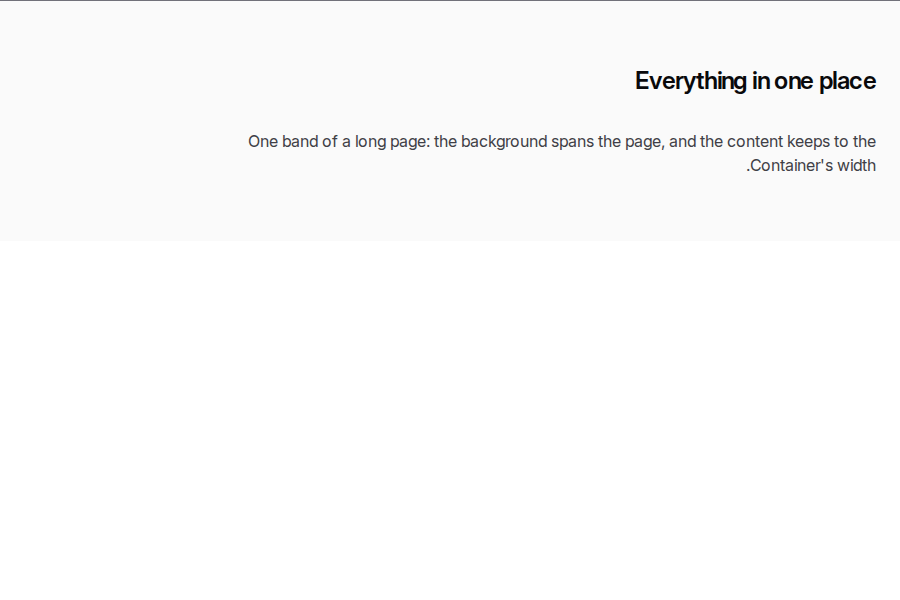 Everything in one place
One band of a long page: the background spans the page, and the content keeps to the
.Container's width